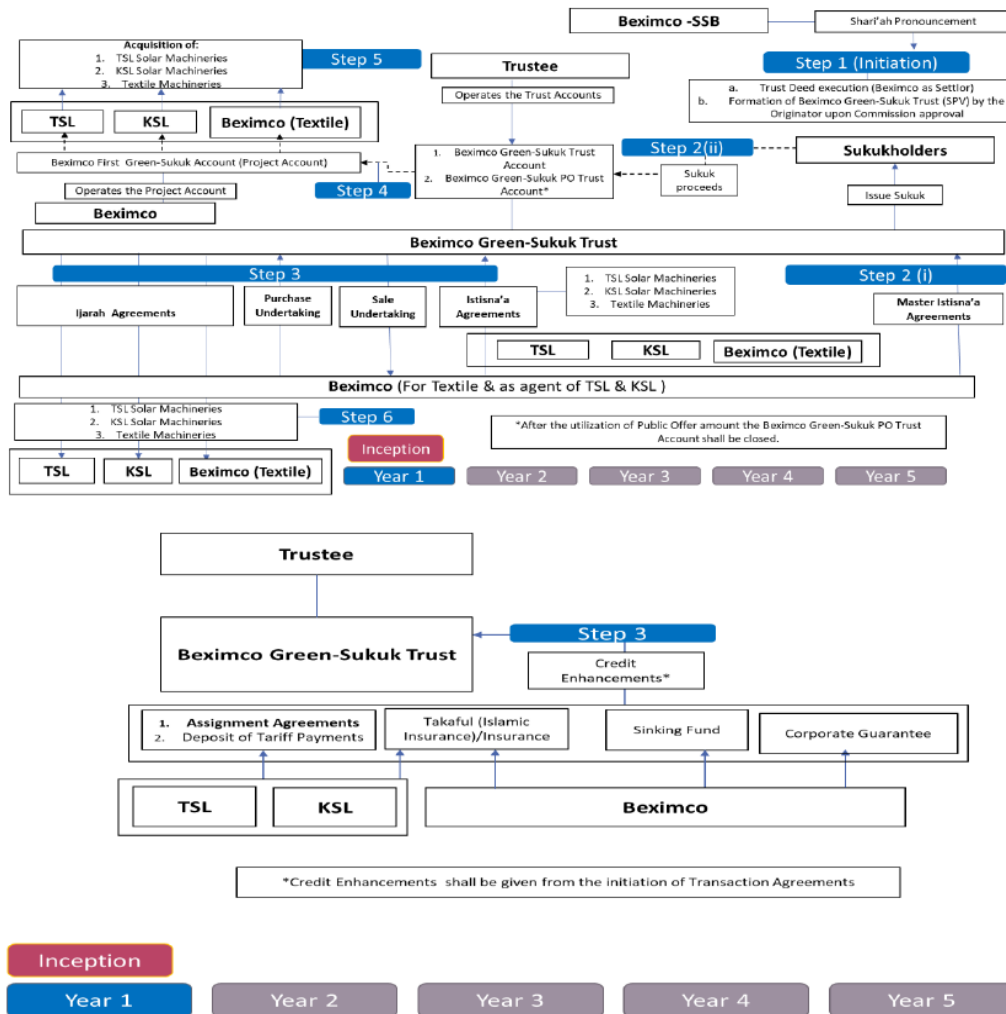 Beximco -SSB
Shari'ah Pronouncement
Step 1 (Initiation)
a. Trust Deed execution (Beximco as Settlor)
b. Formation of Beximco Green-Sukuk Trust (SPV) by the
Originator upon Commission approval
Acquisition of:
1. TSL Solar Machineries
2. KSL Solar Machineries
3. Textile Machineries
Step 5
Trustee
Operates the Trust Accounts
TSL
KSL
Beximco (Textile)
Beximco First Green-Sukuk Account (Project Account)
Step 4
1. Beximco Green-Sukuk Trust
Account
2. Beximco Green-Sukuk PO Trust
Account*
Step 2(ii)
Sukuk
proceeds
Sukukholders
Issue Sukuk
Operates the Project Account
Beximco
Beximco Green-Sukuk Trust
Step 3
Step 2 (i)
Ijarah Agreements
Purchase
Undertaking
Sale
Undertaking
Istisna'a
Agreements
1. TSL Solar Machineries
2. KSL Solar Machineries
3. Textile Machineries
Master Istisna'a
Agreements
TSL
KSL
Beximco (Textile)
Beximco (For Textile & as agent of TSL & KSL )
1. TSL Solar Machineries
2. KSL Solar Machineries
3. Textile Machineries
Step 6
*After the utilization of Public Offer amount the Beximco Green-Sukuk PO Trust
Account shall be closed.
TSL
KSL
Beximco (Textile)
Inception
Year 1
Year 2
Year 3
Year 4
Year 5
Trustee
Beximco Green-Sukuk Trust
Step 3
Credit
Enhancements*
1. Assignment Agreements
2. Deposit of Tariff Payments
Takaful (Islamic
Insurance)/Insurance
Sinking Fund
Corporate Guarantee
TSL
KSL
Beximco
*Credit Enhancements shall be given from the initiation of Transaction Agreements
Inception
Year 1
Year 2
Year 3
Year 4
Year 5